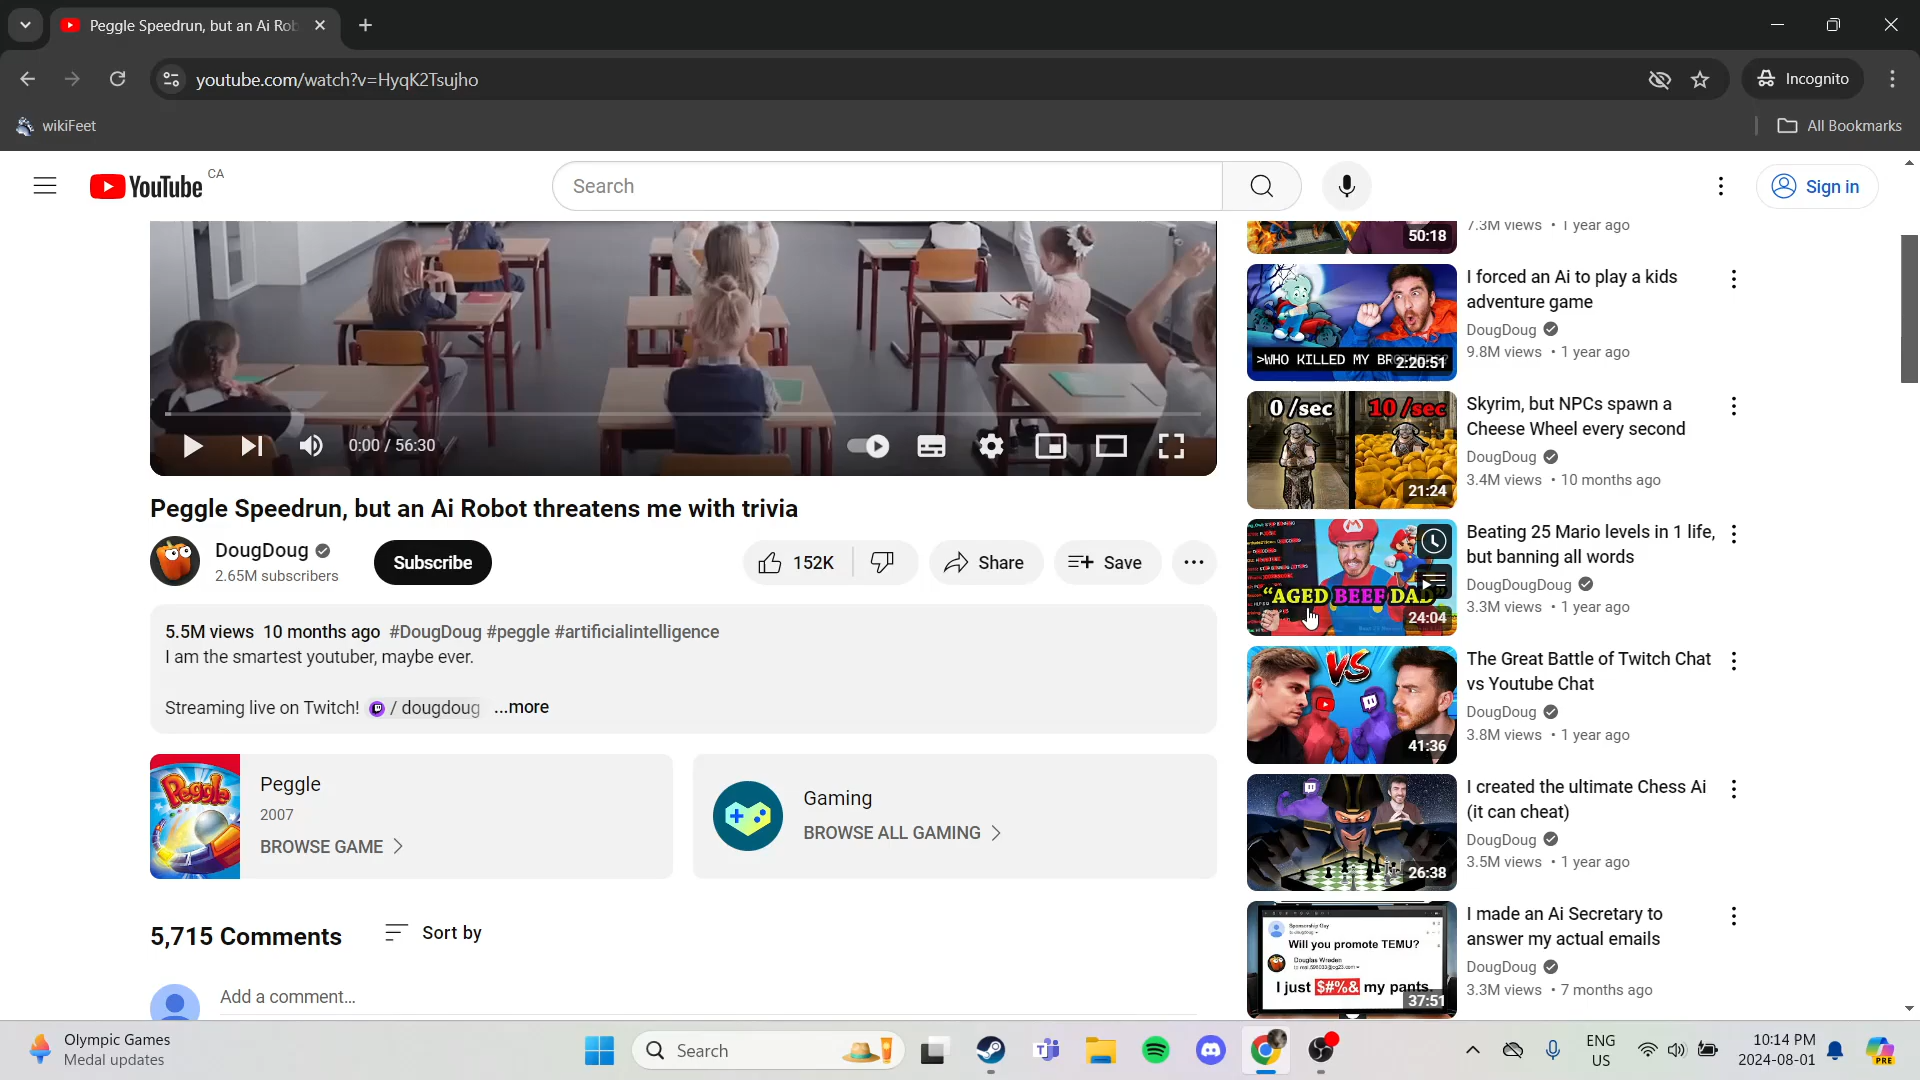 Peggle Speedrun, but an Ai Rob
youtube.com/watch?v=HyqK2Tsujho
Incognito
wikiFeet
All Bookmarks
YouTube CA
Search
Sign in
0:00 / 56:30
50:18
7.3M views • 1 year ago
>WHO KILLED MY BROTHERS?
2:20:51
I forced an Ai to play a kids
adventure game
DougDoug
9.8M views • 1 year ago
0 /sec 10 /sec
21:24
Skyrim, but NPCs spawn a
Cheese Wheel every second
DougDoug
3.4M views • 10 months ago
"AGED BEEF DAD"
24:04
Beating 25 Mario levels in 1 life,
but banning all words
DougDougDoug
3.3M views • 1 year ago
VS
41:36
The Great Battle of Twitch Chat
vs Youtube Chat
DougDoug
3.8M views • 1 year ago
26:38
I created the ultimate Chess Ai
(it can cheat)
DougDoug
3.5M views • 1 year ago
Sponsorship Guy
Will you promote TEMU?
Douglas Wreden
I just $#%& my pants.
37:51
I made an Ai Secretary to
answer my actual emails
DougDoug
3.3M views • 7 months ago
Peggle Speedrun, but an Ai Robot threatens me with trivia
DougDoug
2.65M subscribers
Subscribe
152K
Share
Save
5.5M views 10 months ago #DougDoug #peggle #artificialintelligence
I am the smartest youtuber, maybe ever.
Streaming live on Twitch! / dougdoug ...more
Peggle
Peggle
2007
BROWSE GAME
Gaming
BROWSE ALL GAMING
5,715 Comments
Sort by
Add a comment...
Olympic Games
Medal updates
Search
ENG
US
10:14 PM
2024-08-01
PRE